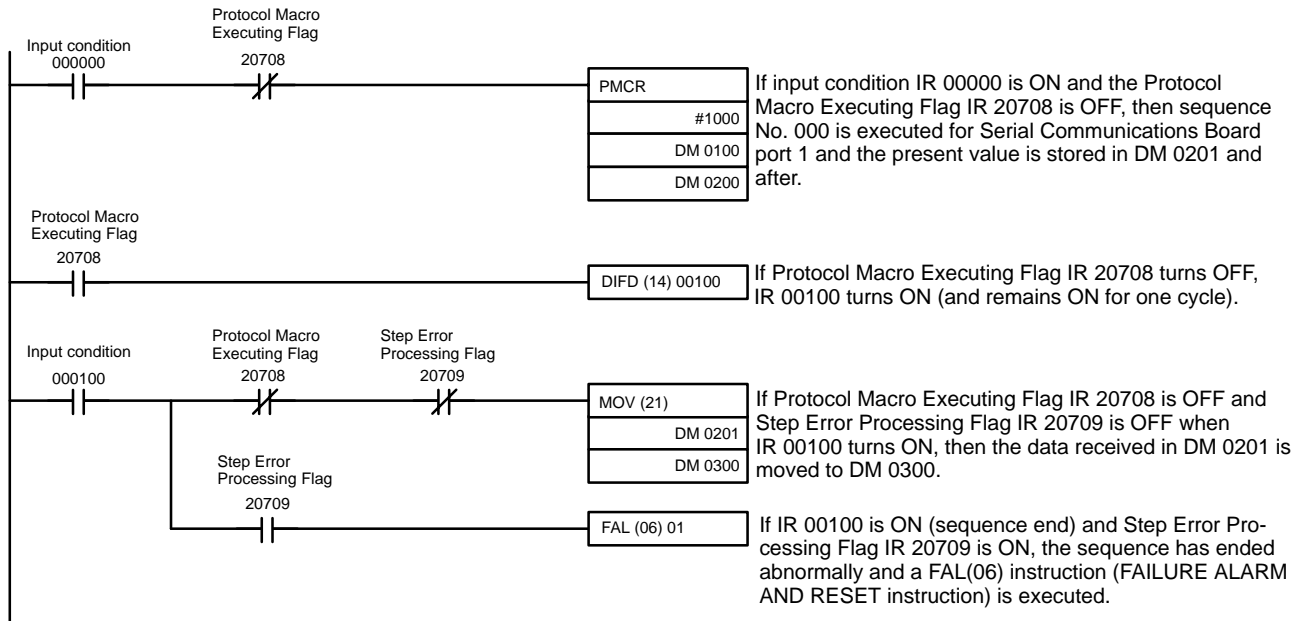 Protocol Macro
Executing Flag
Input condition
000000
20708
PMCR
#1000
DM 0100
DM 0200
If input condition IR 00000 is ON and the Protocol
Macro Executing Flag IR 20708 is OFF, then sequence
No. 000 is executed for Serial Communications Board
port 1 and the present value is stored in DM 0201 and
after.
Protocol Macro
Executing Flag
20708
DIFD (14) 00100
If Protocol Macro Executing Flag IR 20708 turns OFF,
IR 00100 turns ON (and remains ON for one cycle).
Input condition
000100
Protocol Macro
Executing Flag
20708
Step Error
Processing Flag
20709
MOV (21)
DM 0201
DM 0300
If Protocol Macro Executing Flag IR 20708 is OFF and
Step Error Processing Flag IR 20709 is OFF when
IR 00100 turns ON, then the data received in DM 0201 is
moved to DM 0300.
Step Error
Processing Flag
20709
FAL (06) 01
If IR 00100 is ON (sequence end) and Step Error Pro-
cessing Flag IR 20709 is ON, the sequence has ended
abnormally and a FAL(06) instruction (FAILURE ALARM
AND RESET instruction) is executed.